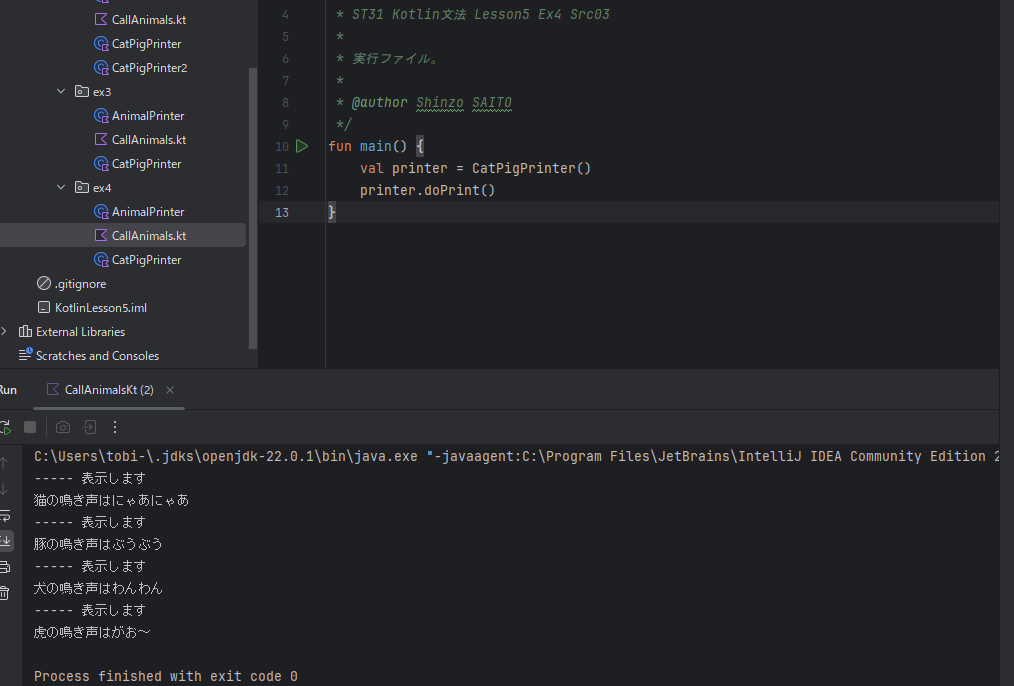 CallAnimals.kt
CatPigPrinter
CatPigPrinter2
ex3
AnimalPrinter
CallAnimals.kt
CatPigPrinter
ex4
AnimalPrinter
CallAnimals.kt
CatPigPrinter
.gitignore
KotlinLesson5.iml
External Libraries
Scratches and Consoles
4 * ST31 Kotlin文法 Lesson5 Ex4 Src03
5 *
6 * 実行ファイル。
7 *
8 * @author Shinzo SAITO
9 */
10 fun main() {
11 val printer = CatPigPrinter()
12 printer.doPrint()
13 }
Run CallAnimalsKt (2)
C:\Users\tobi-\.jdks\openjdk-22.0.1\bin\java.exe "-javaagent:C:\Program Files\JetBrains\IntelliJ IDEA Community Edition 2
----- 表示します
猫の鳴き声はにゃあにゃあ
----- 表示します
豚の鳴き声はぶうぶう
----- 表示します
犬の鳴き声はわんわん
----- 表示します
虎の鳴き声はがお～
Process finished with exit code 0